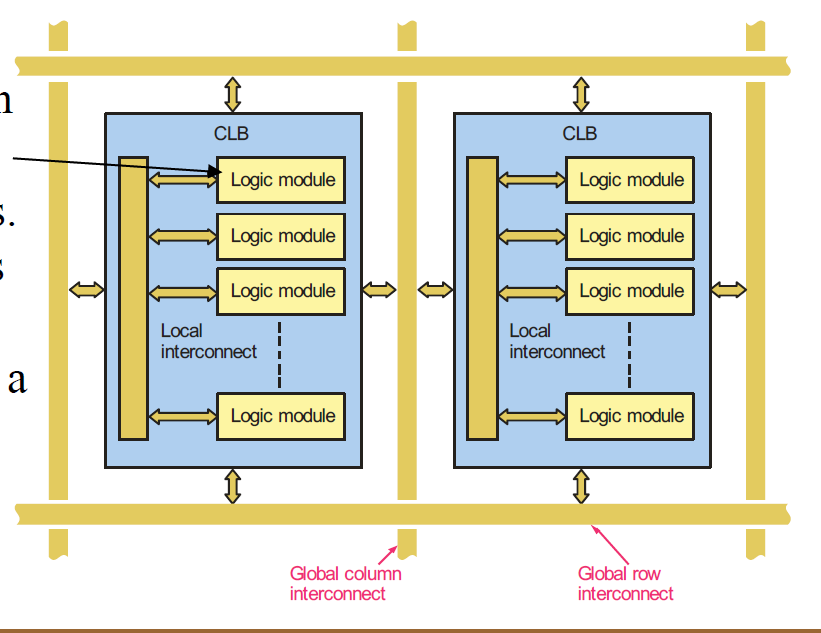 n
s.
s
a
CLB
CLB
Logic module
Logic module
Logic module
Logic module
Logic module
Logic module
Local
interconnect
Local
interconnect
Logic module
Logic module
Global column
interconnect
Global row
interconnect